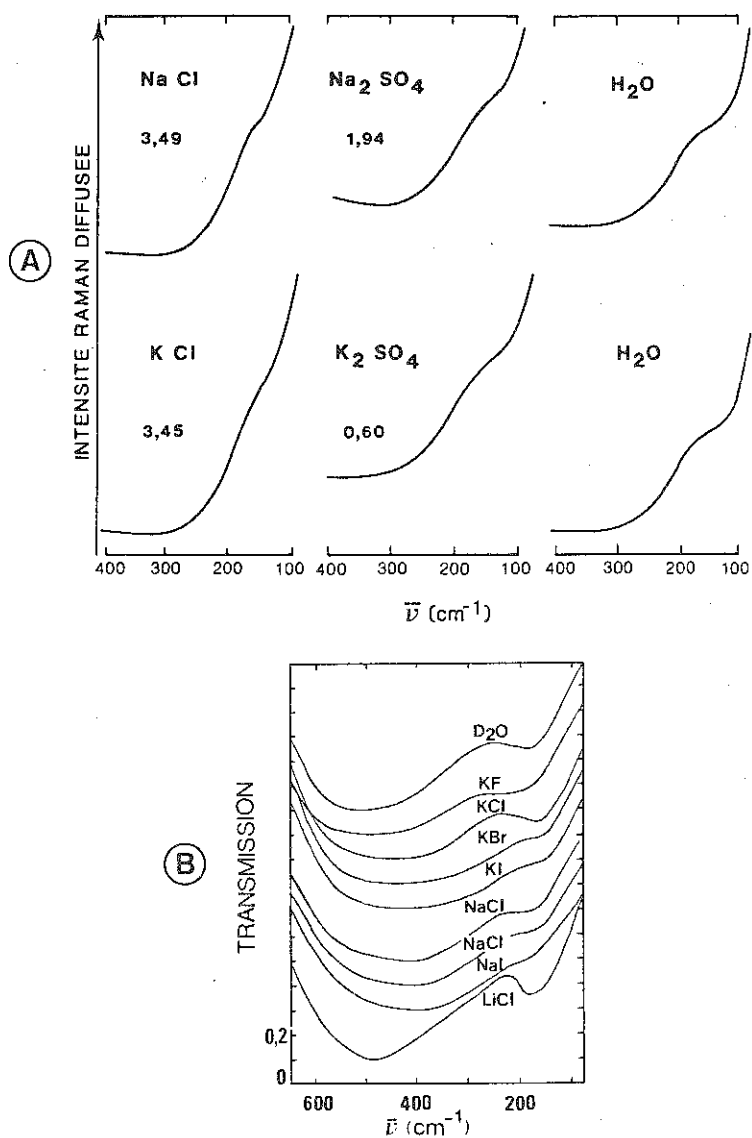 INTENSITE RAMAN DIFFUSEE
A
Na Cl
3,49
Na2 SO4
1,94
H2O
K Cl
3,45
K2 SO4
0,60
H2O
400 300 200 100
400 300 200 100
400 300 200 100
ν̄ (cm-1)
B
TRANSMISSION
D2O
KF
KCl
KBr
KI
NaCl
NaCl
NaI
LiCl
0,2
0
600 400 200
ν̄ (cm-1)